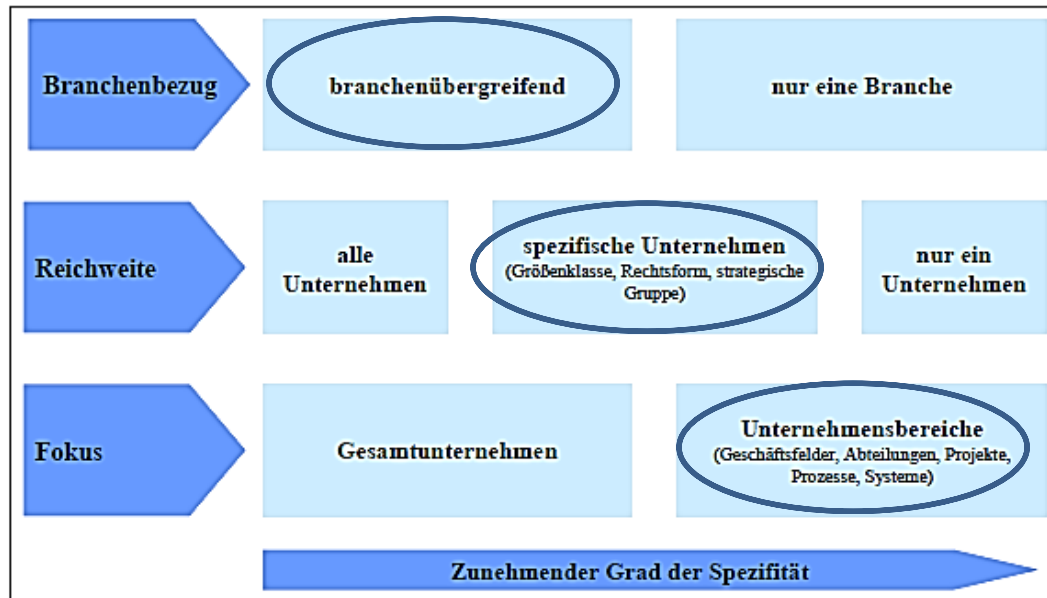 Branchenbezug
branchenübergreifend
nur eine Branche
Reichweite
alle
Unternehmen
spezifische Unternehmen
(Größenklasse, Rechtsform, strategische
Gruppe)
nur ein
Unternehmen
Fokus
Gesamtunternehmen
Unternehmensbereiche
(Geschäftsfelder, Abteilungen, Projekte,
Prozesse, Systeme)
Zunehmender Grad der Spezifität